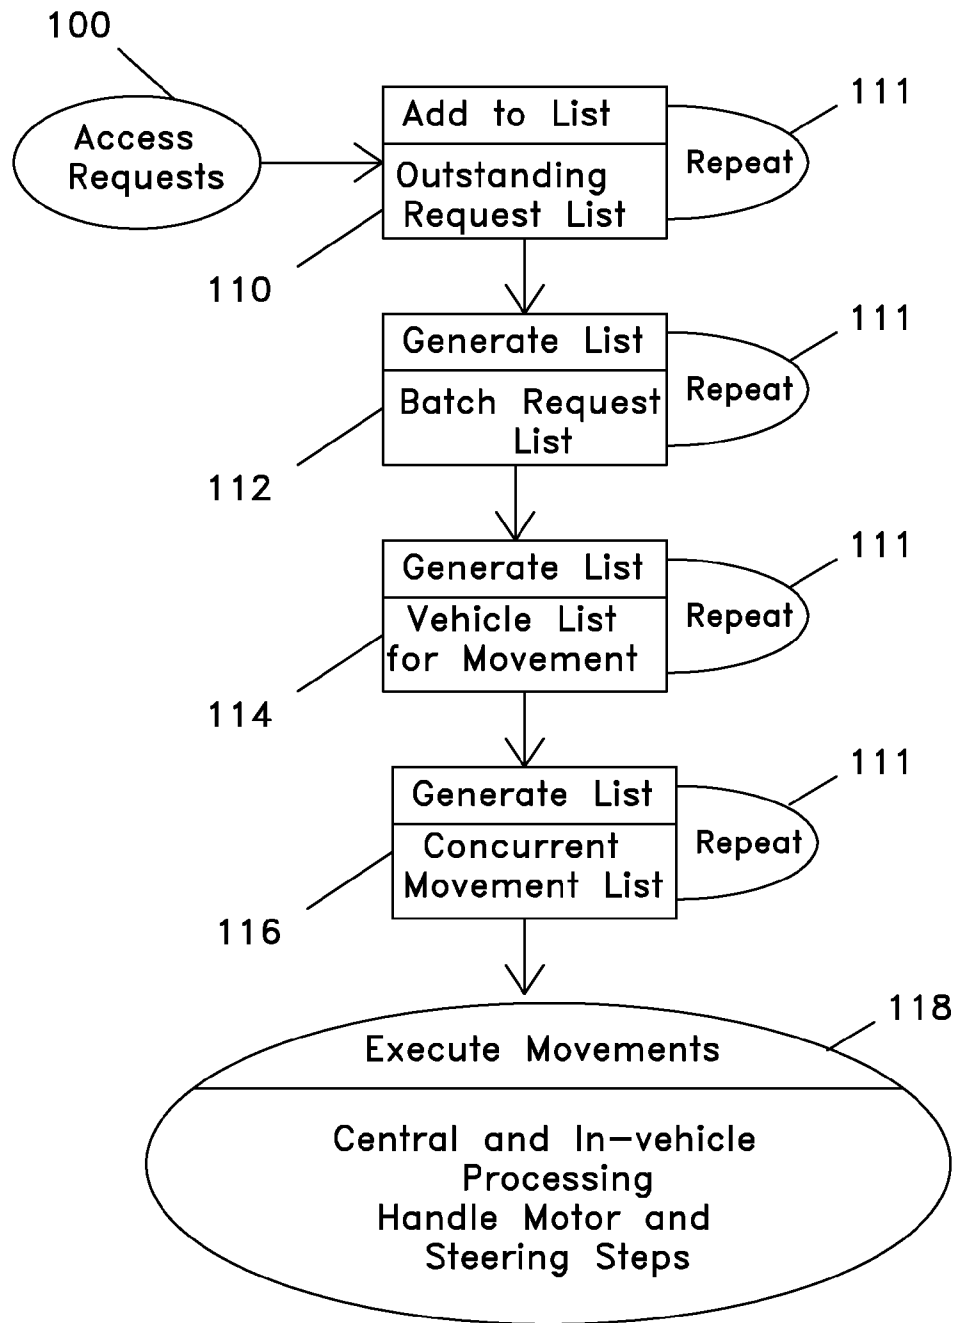 100
Access
Requests
Add to List
Outstanding
Request List
Repeat
111
110
Generate List
Batch Request
List
Repeat
111
112
Generate List
Vehicle List
for Movement
Repeat
111
114
Generate List
Concurrent
Movement List
Repeat
111
116
118
Execute Movements
Central and In-vehicle
Processing
Handle Motor and
Steering Steps